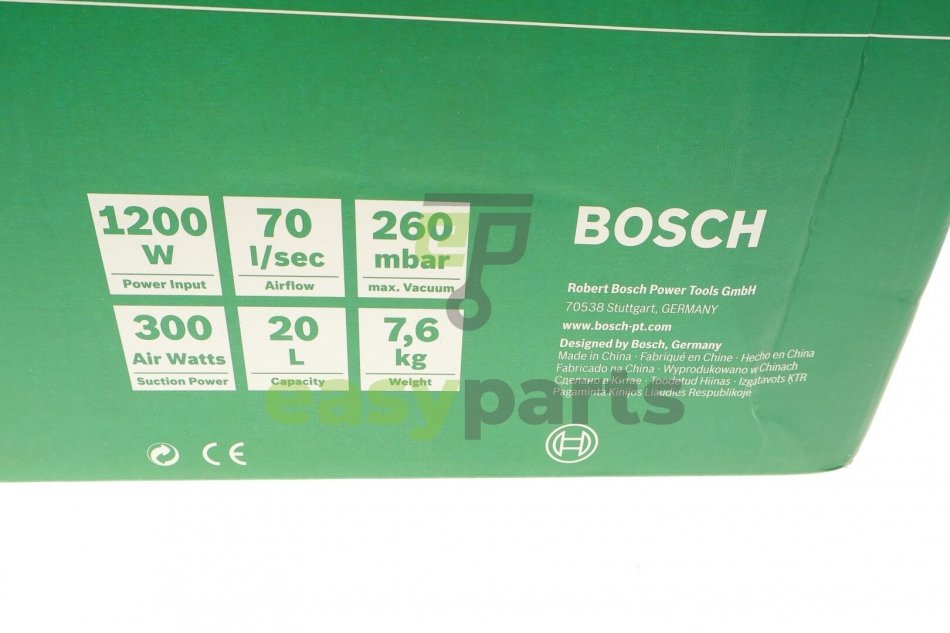 1200
W
Power Input
70
l/sec
Airflow
260
mbar
max. Vacuum
300
Air Watts
Suction Power
20
L
Capacity
7,6
kg
Weight
CE
BOSCH
Robert Bosch Power Tools GmbH
70538 Stuttgart, GERMANY
www.bosch-pt.com
Designed by Bosch, Germany
Made in China · Fabriqué en Chine · Hecho en China
Fabricado na China · Wyprodukowano w Chinach
Сделано в Китае · Toodetud Hiinas · Izgatavots ĶTR
Pagaminta Kinijos Liaudies Respublikoje
easyparts